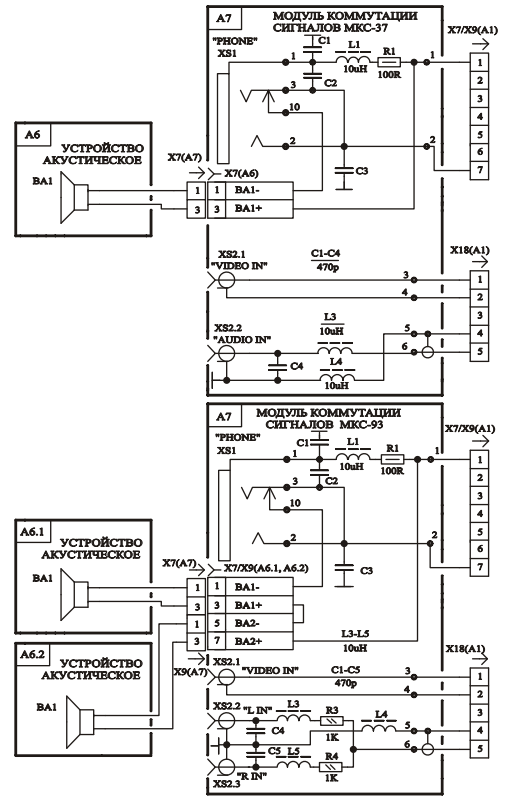 A7
МОДУЛЬ КОММУТАЦИИ
СИГНАЛОВ МКС-37
X7/X9(A1)
"PHONE"
XS1
C1
L1
10uH
R1
100R
1
1
1
2
3
4
5
6
7
C2
3
10
2
2
C3
A6
УСТРОЙСТВО
АКУСТИЧЕСКОЕ
BA1
X7(A7)
X7(A6)
1
1
BA1-
3
3
BA1+
X18(A1)
XS2.1
"VIDEO IN"
C1-C4
470p
3
4
1
2
3
4
5
XS2.2
"AUDIO IN"
L3
10uH
L4
10uH
C4
5
6
A7
МОДУЛЬ КОММУТАЦИИ
СИГНАЛОВ МКС-93
X7/X9(A1)
"PHONE"
XS1
C1
L1
10uH
R1
100R
1
1
1
2
3
4
5
6
7
C2
3
10
2
2
C3
A6.1
УСТРОЙСТВО
АКУСТИЧЕСКОЕ
BA1
X7(A7)
X7/X9(A6.1, A6.2)
1
1
BA1-
3
3
BA1+
1
5
BA2-
3
7
BA2+
L3-L5
10uH
A6.2
УСТРОЙСТВО
АКУСТИЧЕСКОЕ
BA1
X9(A7)
X18(A1)
XS2.1
"VIDEO IN"
C1-C5
470p
3
4
1
2
3
4
5
XS2.2
"L IN"
L3
R3
1K
L4
C4
5
6
C5
L5
R4
1K
"R IN"
XS2.3